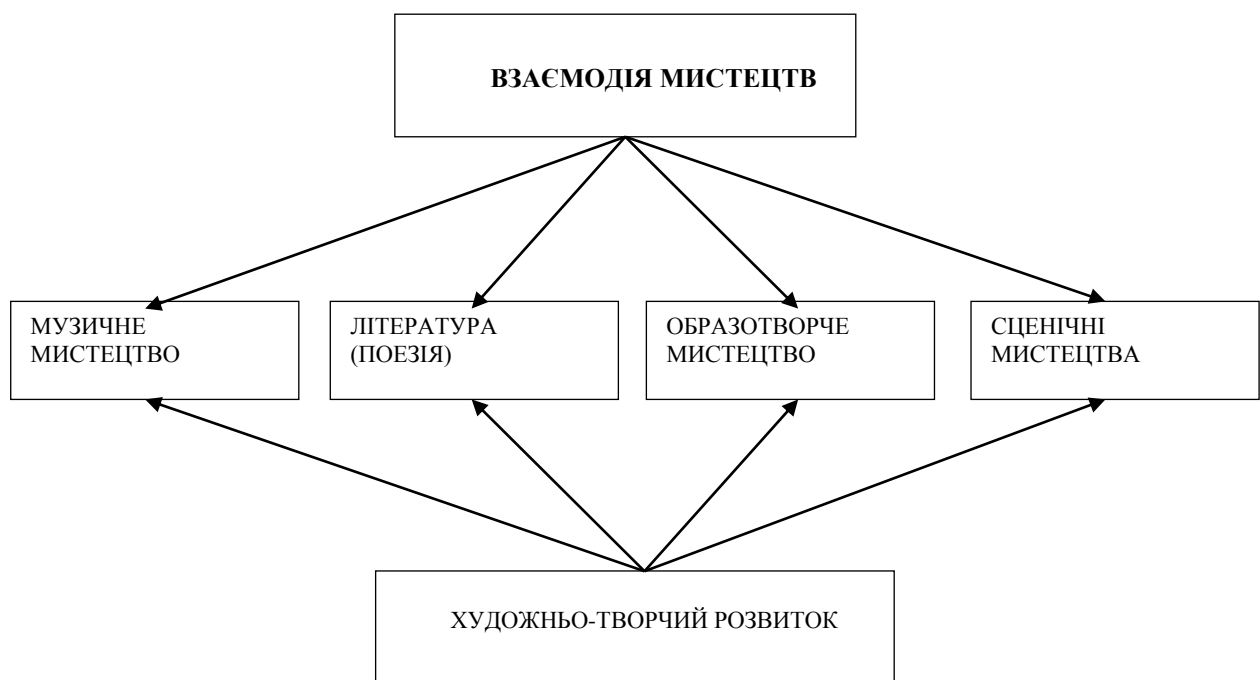 ВЗАЄМОДІЯ МИСТЕЦТВ
МУЗИЧНЕ
МИСТЕЦТВО
ЛІТЕРАТУРА
(ПОЕЗІЯ)
ОБРАЗОТВОРЧЕ
МИСТЕЦТВО
СЦЕНІЧНІ
МИСТЕЦТВА
ХУДОЖНЬО-ТВОРЧИЙ РОЗВИТОК